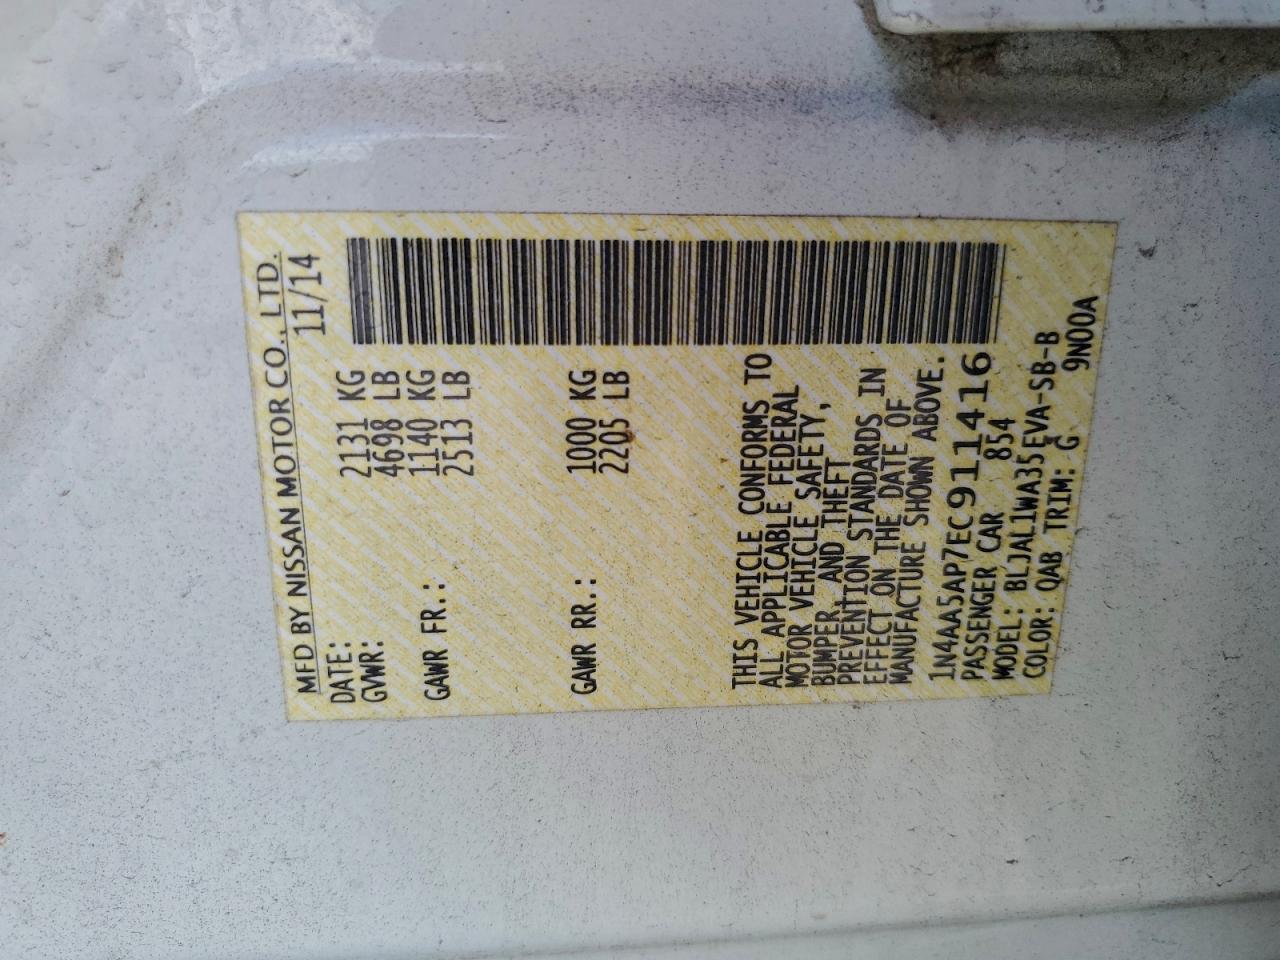 MFD BY NISSAN MOTOR CO., LTD.
DATE: 11/14
GVWR: 2131 KG
4698 LB
GAWR FR.: 1140 KG
2513 LB
GAWR RR.: 1000 KG
2205 LB
THIS VEHICLE CONFORMS TO
ALL APPLICABLE FEDERAL
MOTOR VEHICLE SAFETY,
BUMPER, AND THEFT
PREVENTION STANDARDS IN
EFFECT ON THE DATE OF
MANUFACTURE SHOWN ABOVE.
1N4AA5AP7EC911416
PASSENGER CAR 854
MODEL: BLJAL1WA35EVA-SB-B
COLOR: QAB TRIM: G 9N00A